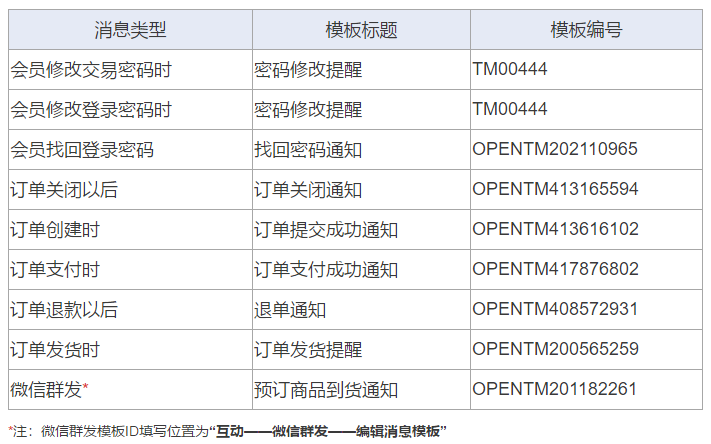 消息类型 模板标题 模板编号
会员修改交易密码时 密码修改提醒 TM00444
会员修改登录密码时 密码修改提醒 TM00444
会员找回登录密码 找回密码通知 OPENTM202110965
订单关闭以后 订单关闭通知 OPENTM413165594
订单创建时 订单提交成功通知 OPENTM413616102
订单支付时 订单支付成功通知 OPENTM417876802
订单退款以后 退单通知 OPENTM408572931
订单发货时 订单发货提醒 OPENTM200565259
微信群发* 预订商品到货通知 OPENTM201182261
*注：微信群发模板ID填写位置为“互动——微信群发——编辑消息模板”